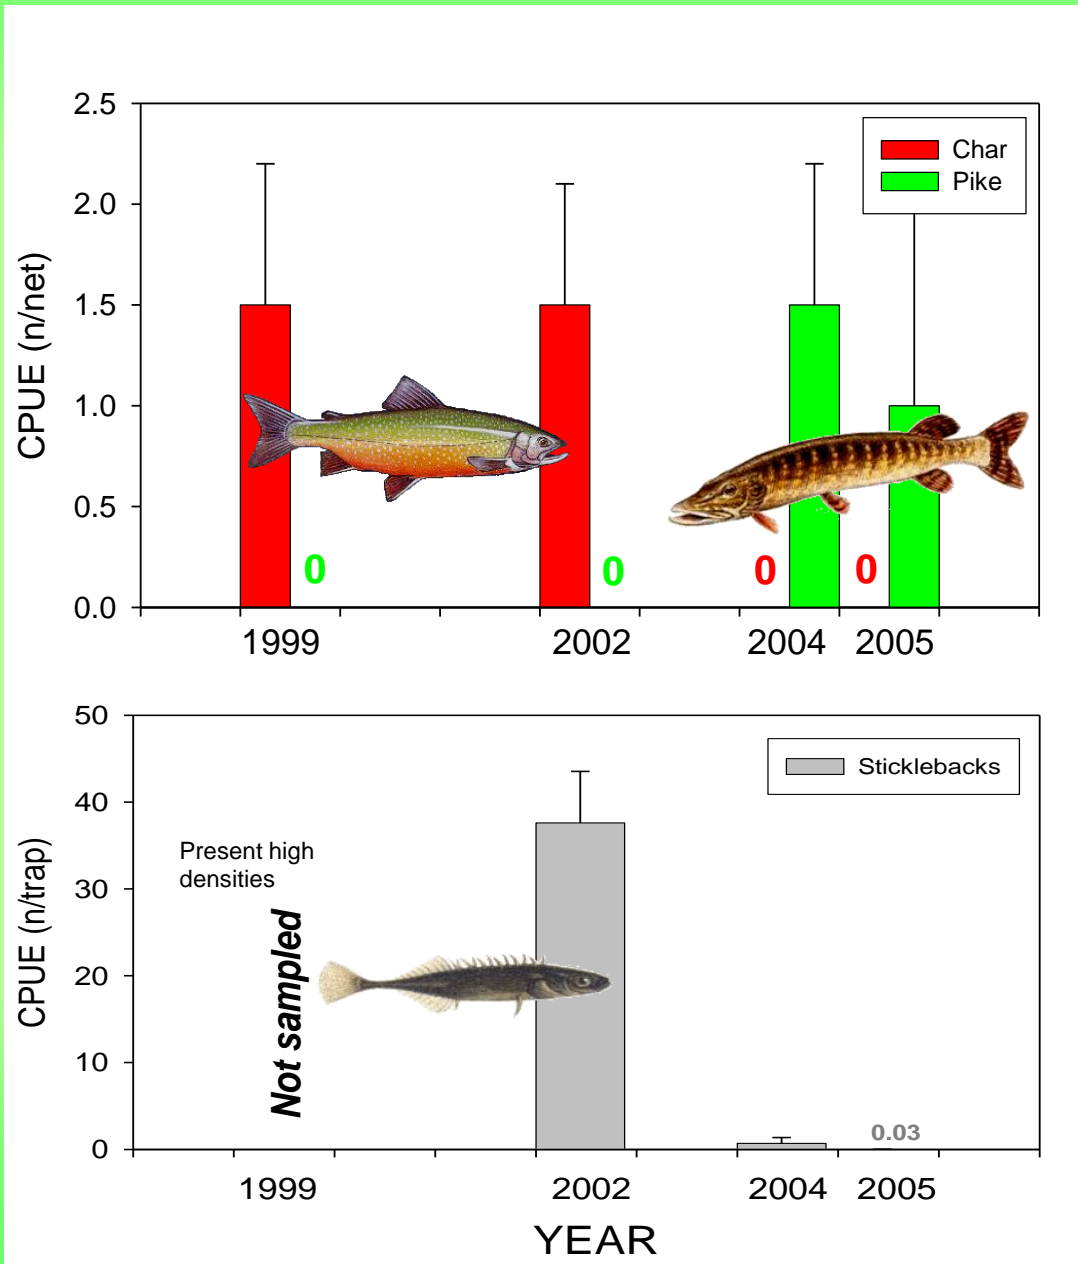 2.5
2.0
1.5
1.0
0.5
0.0
CPUE (n/net)
Char
Pike
0
0
0
0
1999 2002 2004 2005
50
40
30
20
10
0
CPUE (n/trap)
Sticklebacks
Present high
densities
Not sampled
0.03
1999 2002 2004 2005
YEAR